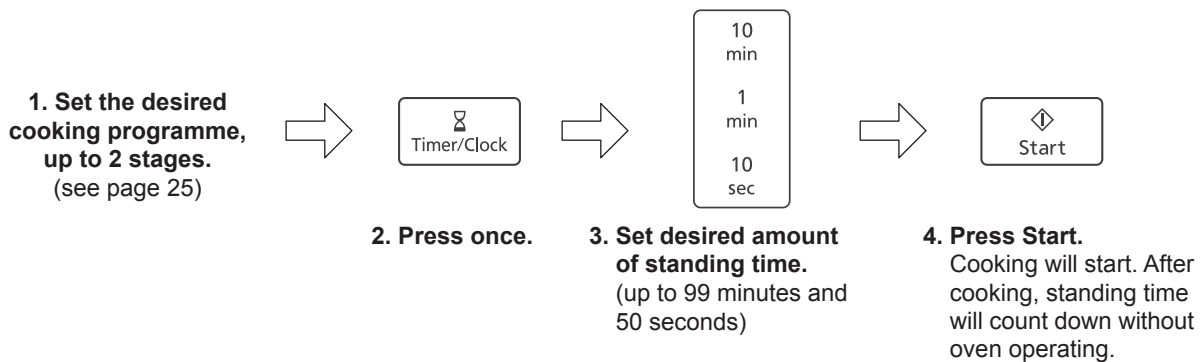 1. Set the desired
cooking programme,
up to 2 stages.
(see page 25)
Timer/Clock
2. Press once.
10
min
1
min
10
sec
3. Set desired amount
of standing time.
(up to 99 minutes and
50 seconds)
Start
4. Press Start.
Cooking will start. After
cooking, standing time
will count down without
oven operating.